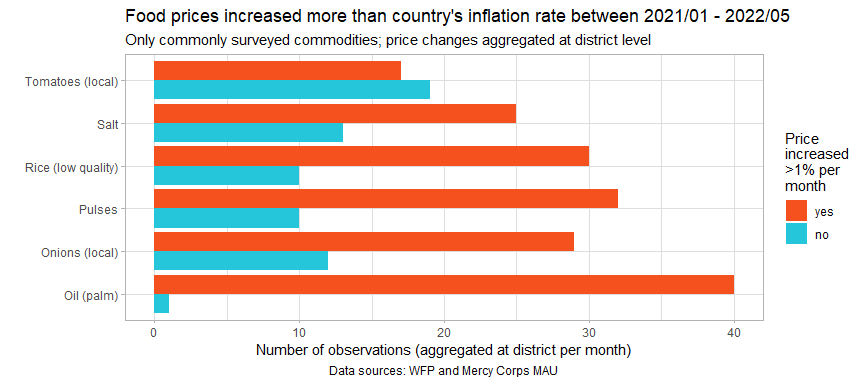 Food prices increased more than country's inflation rate between 2021/01 - 2022/05
Only commonly surveyed commodities; price changes aggregated at district level
Tomatoes (local)
Salt
Rice (low quality)
Pulses
Onions (local)
Oil (palm)
0 10 20 30 40
Number of observations (aggregated at district per month)
Data sources: WFP and Mercy Corps MAU
Price
increased
>1% per
month
yes
no